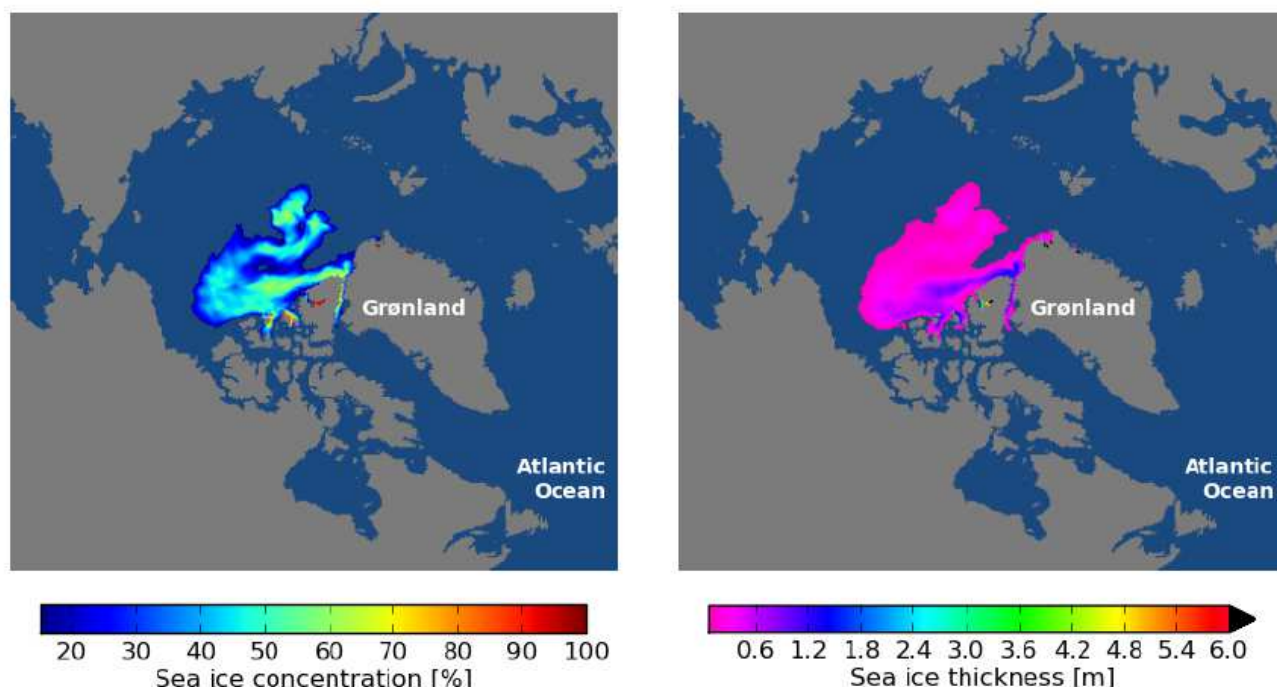 Grønland
Atlantic
Ocean
20 30 40 50 60 70 80 90 100
Sea ice concentration [%]
Grønland
Atlantic
Ocean
0.6 1.2 1.8 2.4 3.0 3.6 4.2 4.8 5.4 6.0
Sea ice thickness [m]